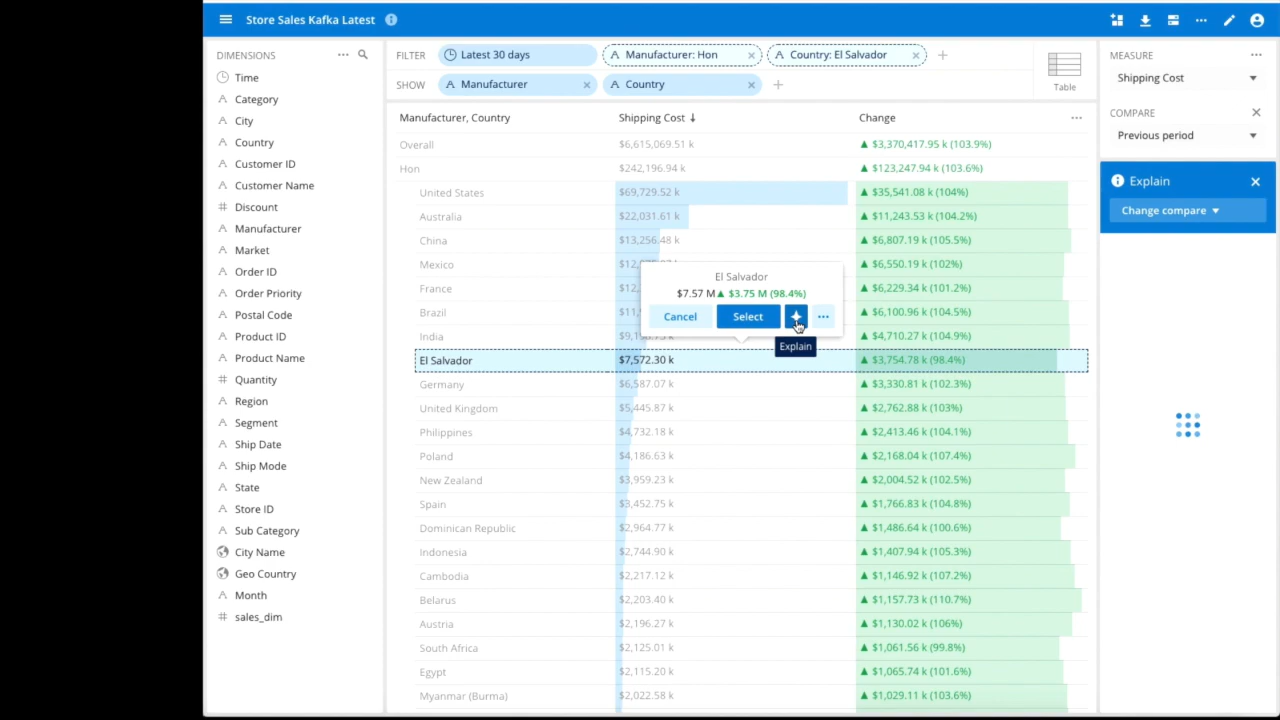 Store Sales Kafka Latest
DIMENSIONS
Time
Category
City
Country
Customer ID
Customer Name
Discount
Manufacturer
Market
Order ID
Order Priority
Postal Code
Product ID
Product Name
Quantity
Region
Segment
Ship Date
Ship Mode
State
Store ID
Sub Category
City Name
Geo Country
Month
sales_dim
FILTER Latest 30 days Manufacturer: Hon Country: El Salvador
SHOW Manufacturer Country
Table
Manufacturer, Country Shipping Cost ↓ Change
Overall $6,615,069.51 k ▲ $3,370,417.95 k (103.9%)
Hon $242,196.94 k ▲ $123,247.94 k (103.6%)
United States $69,729.52 k ▲ $35,541.08 k (104%)
Australia $22,031.61 k ▲ $11,243.53 k (104.2%)
China $13,256.48 k ▲ $6,807.19 k (105.5%)
Mexico ▲ $6,550.19 k (102%)
France ▲ $6,229.34 k (101.2%)
Brazil ▲ $6,100.96 k (104.5%)
India ▲ $4,710.27 k (104.9%)
El Salvador
$7.57 M ▲ $3.75 M (98.4%)
Cancel Select
Explain
El Salvador $7,572.30 k ▲ $3,754.78 k (98.4%)
Germany $6,587.07 k ▲ $3,330.81 k (102.3%)
United Kingdom $5,445.87 k ▲ $2,762.88 k (103%)
Philippines $4,732.18 k ▲ $2,413.46 k (104.1%)
Poland $4,186.63 k ▲ $2,168.04 k (107.4%)
New Zealand $3,959.23 k ▲ $2,004.52 k (102.5%)
Spain $3,452.75 k ▲ $1,766.83 k (104.8%)
Dominican Republic $2,964.77 k ▲ $1,486.64 k (100.6%)
Indonesia $2,744.90 k ▲ $1,407.94 k (105.3%)
Cambodia $2,217.12 k ▲ $1,146.92 k (107.2%)
Belarus $2,203.40 k ▲ $1,157.73 k (110.7%)
Austria $2,196.27 k ▲ $1,130.02 k (106%)
South Africa $2,125.01 k ▲ $1,061.56 k (99.8%)
Egypt $2,115.20 k ▲ $1,065.74 k (101.6%)
Myanmar (Burma) $2,022.58 k ▲ $1,029.11 k (103.6%)
MEASURE
Shipping Cost
COMPARE
Previous period
Explain
Change compare